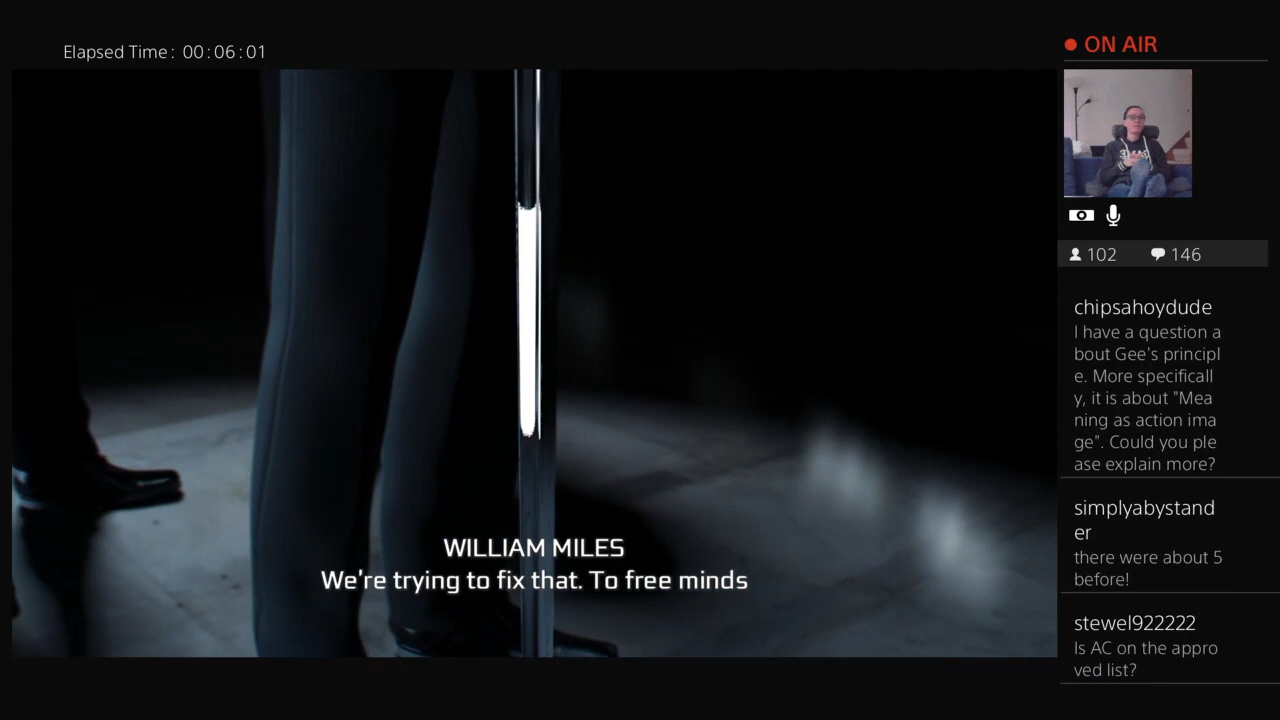 Elapsed Time: 00:06:01
ON AIR
102 146
chipsahoydude
I have a question a
bout Gee's principl
e. More specificall
y, it is about "Mea
ning as action ima
ge". Could you ple
ase explain more?
simplyabystand
er
there were about 5
before!
stewel922222
Is AC on the appro
ved list?
WILLIAM MILES
We're trying to fix that. To free minds